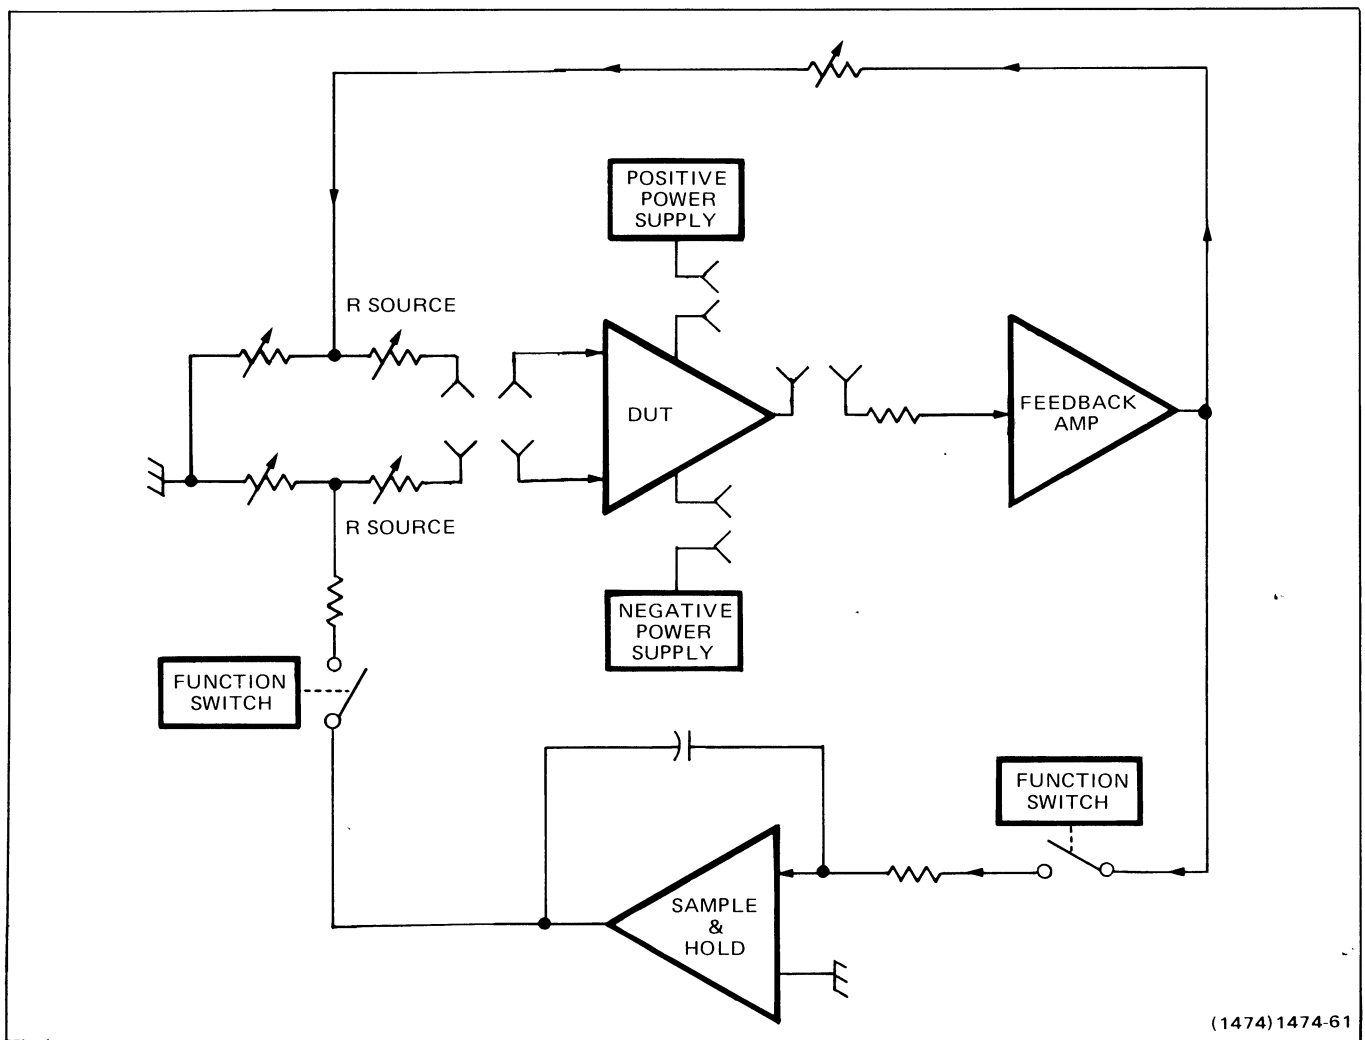 POSITIVE
POWER
SUPPLY
R SOURCE
DUT
FEEDBACK
AMP
R SOURCE
NEGATIVE
POWER
SUPPLY
FUNCTION
SWITCH
FUNCTION
SWITCH
SAMPLE
&
HOLD
(1474)1474-61